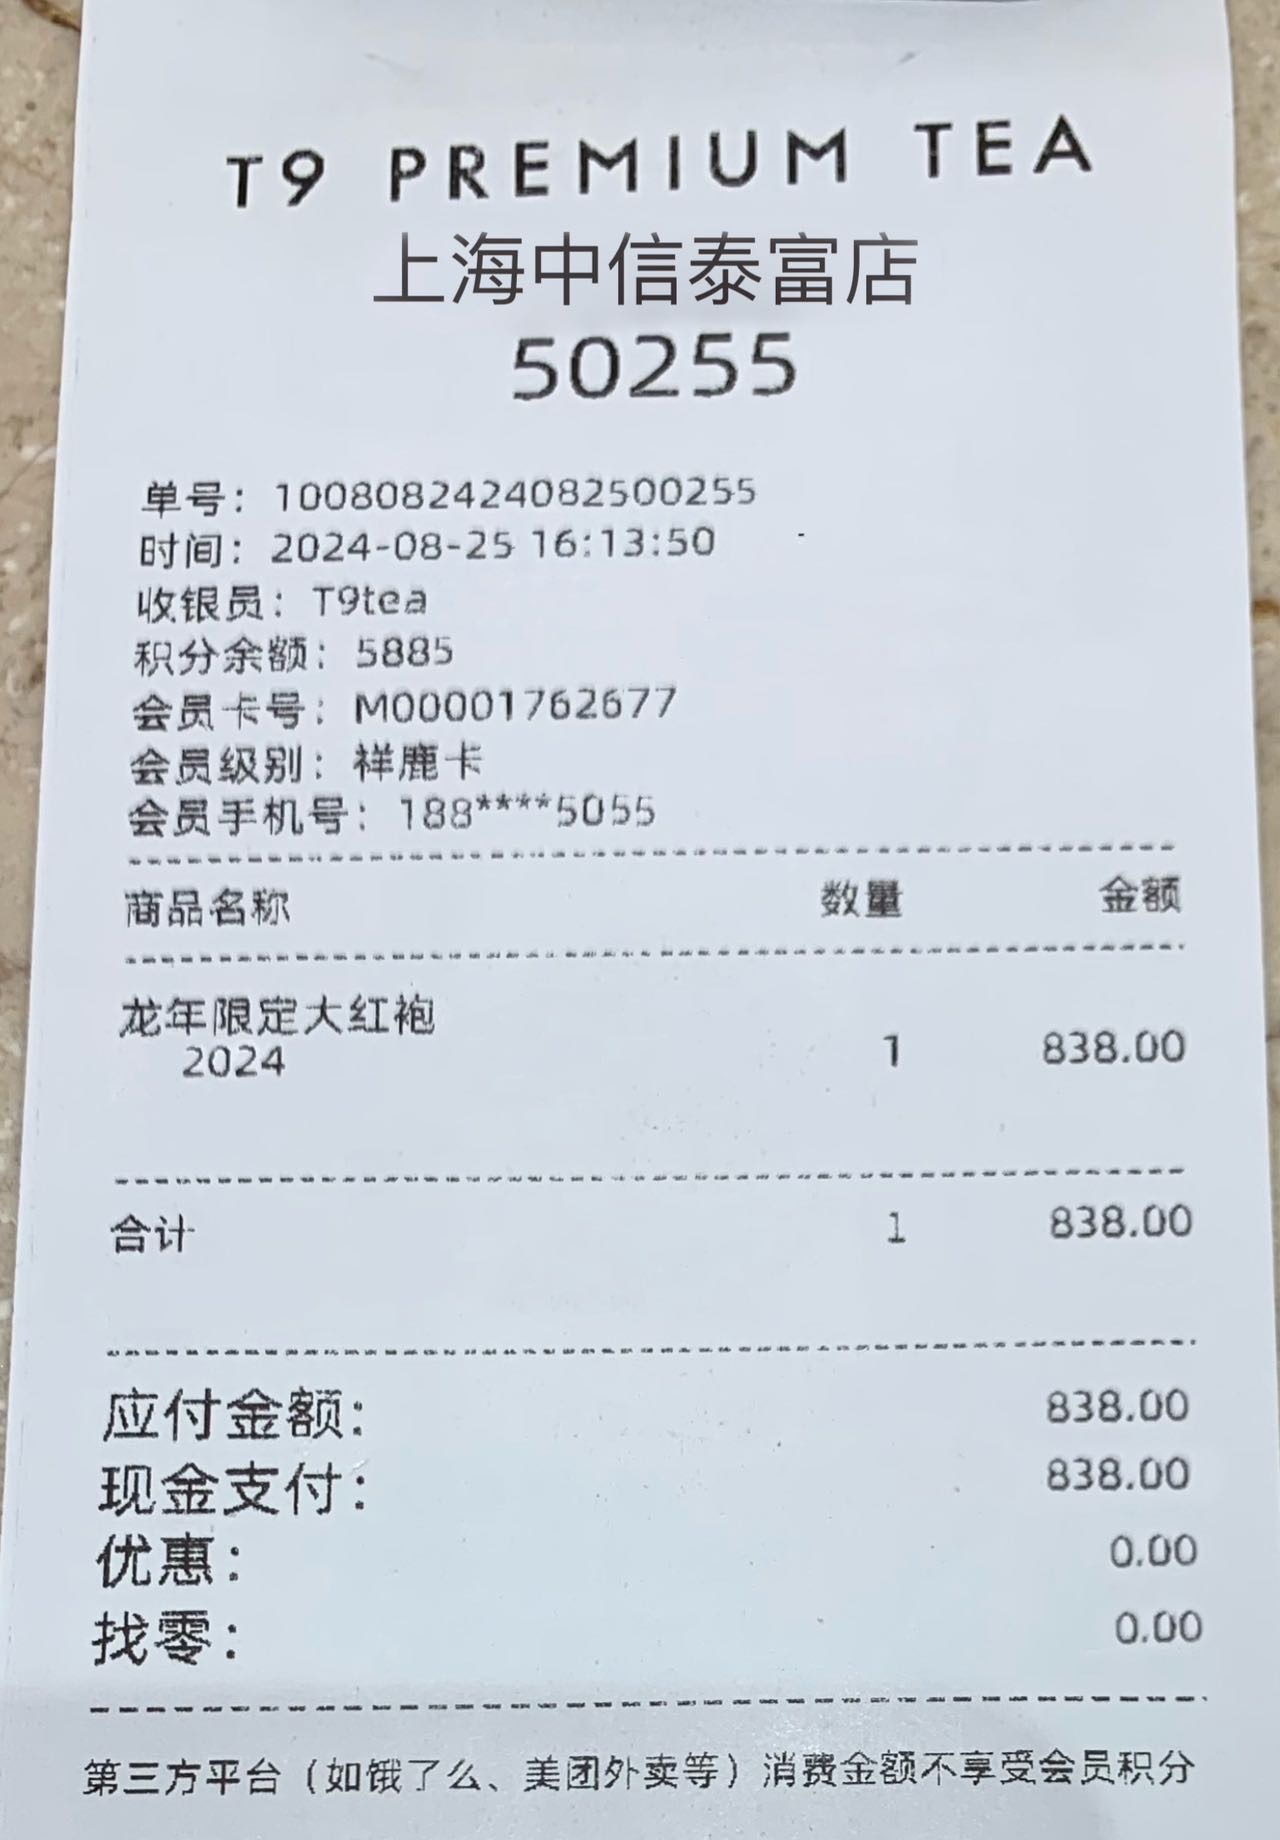 T9 PREMIUM TEA
上海中信泰富店
50255
单号：1008082424082500255
时间：2024-08-25 16:13:50
收银员：T9tea
积分余额：5885
会员卡号：M00001762677
会员级别：祥鹿卡
会员手机号：188****5055
商品名称 数量 金额
龙年限定大红袍
2024 1 838.00
合计 1 838.00
应付金额： 838.00
现金支付： 838.00
优惠： 0.00
找零： 0.00
第三方平台（如饿了么、美团外卖等）消费金额不享受会员积分